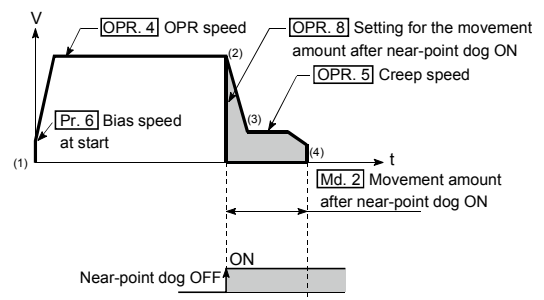 V
OPR. 4 OPR speed
OPR. 8 Setting for the movement
amount after near-point dog ON
(2)
OPR. 5 Creep speed
Pr. 6 Bias speed
at start
(3)
(1)
(4)
t
Md. 2 Movement amount
after near-point dog ON
ON
Near-point dog OFF